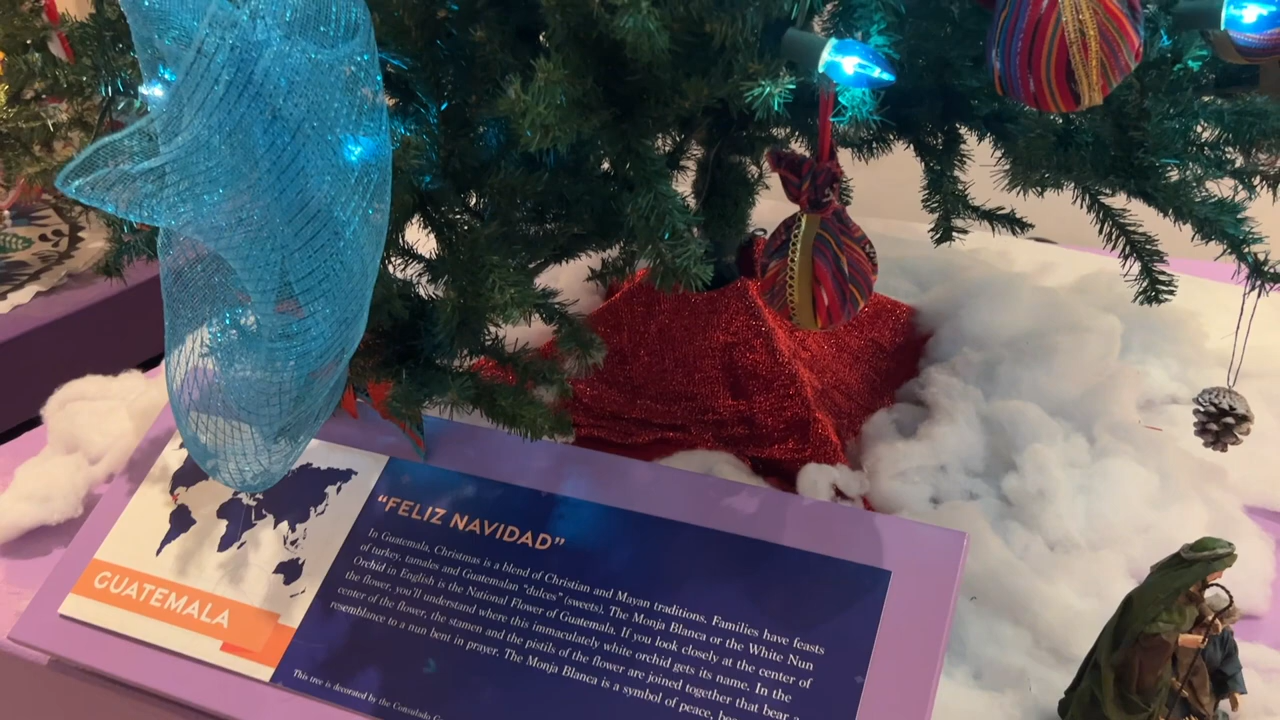 GUATEMALA
"FELIZ NAVIDAD"
In Guatemala, Christmas is a blend of Christian and Mayan traditions. Families have feasts
of turkey, tamales and Guatemalan "dulces" (sweets). The Monja Blanca or the White Nun
Orchid in English is the National Flower of Guatemala. If you look closely at the center of
the flower, you'll understand where this immaculately white orchid gets its name. In the
center of the flower, the stamen and the pistils of the flower are joined together that bear a
resemblance to a nun bent in prayer. The Monja Blanca is a symbol of peace,
This tree is decorated by the Consulado